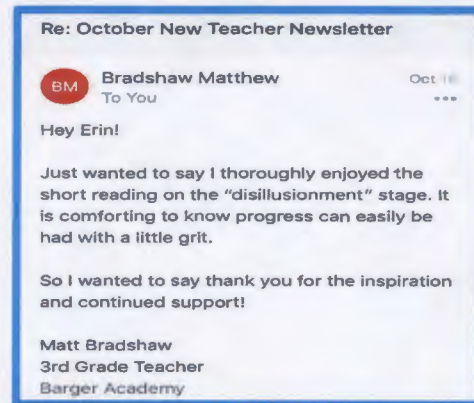 Re: October New Teacher Newsletter
BM
Bradshaw Matthew
Oct
To You
Hey Erin!
Just wanted to say I thoroughly enjoyed the
short reading on the “disillusionment” stage. It
is comforting to know progress can easily be
had with a little grit.
So I wanted to say thank you for the inspiration
and continued support!
Matt Bradshaw
3rd Grade Teacher
Barger Academy